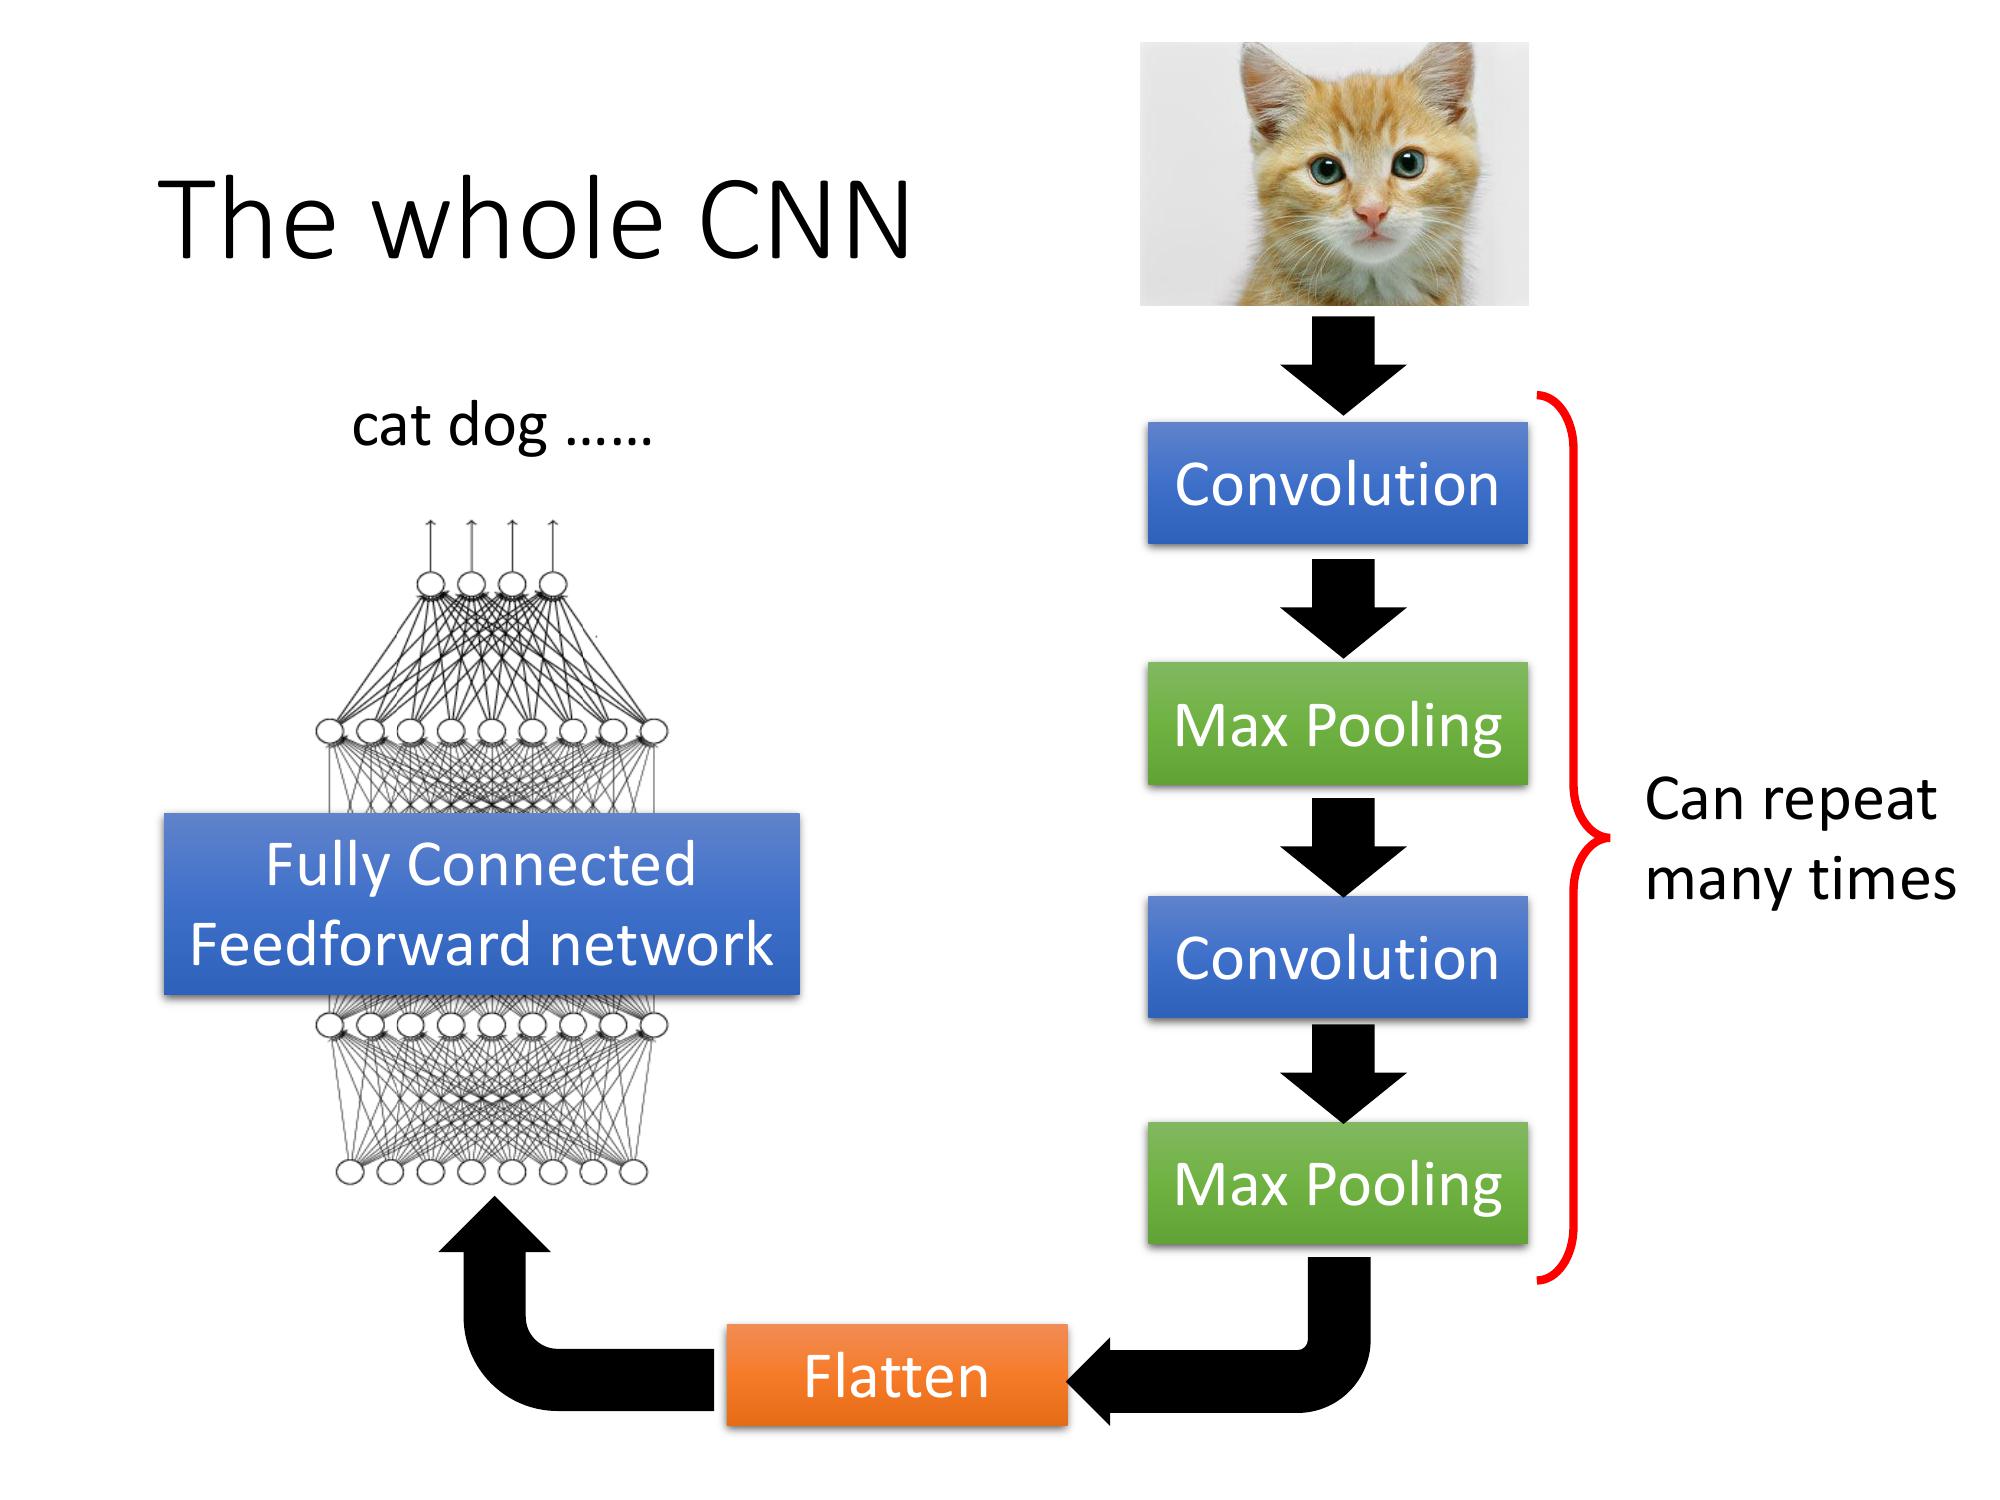 The whole CNN
cat dog ……
Convolution
Max Pooling
Convolution
Max Pooling
Can repeat
many times
Flatten
Fully Connected
Feedforward network